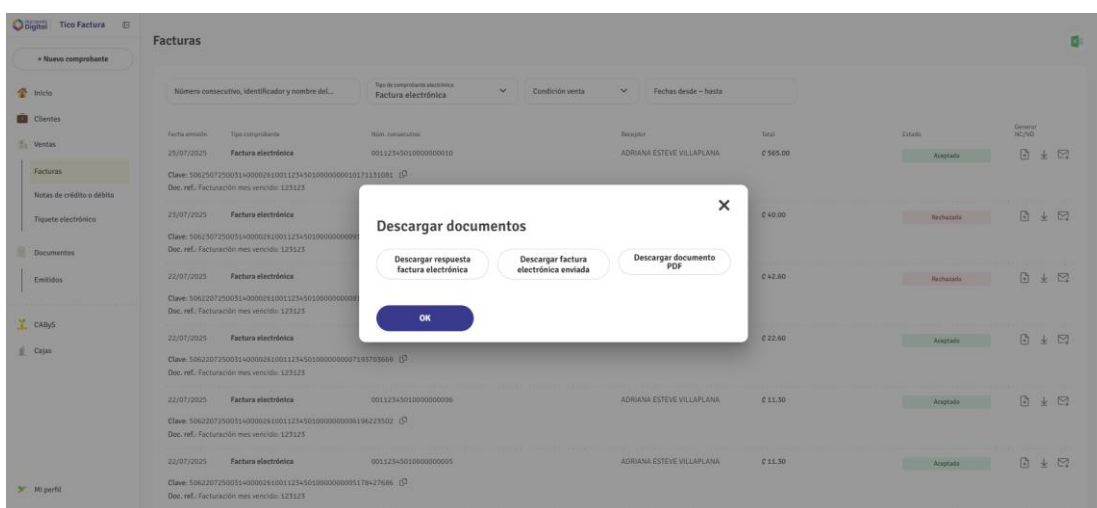 Hacienda Digital Tico Factura
+ Nuevo comprobante
Inicio
Clientes
Ventas
Facturas
Notas de crédito o débito
Tiquete electrónico
Documentos
Emitidos
CAByS
Cajas
Mi perfil
Facturas
Número consecutivo, identificador y nombre del...
Tipo de comprobante electrónico
Factura electrónica
Condición venta
Fechas desde – hasta
Fecha emisión Tipo comprobante Núm. consecutivo Receptor Total Estado Generar NC/ND
25/07/2025 Factura electrónica 00112345010000000010 ADRIANA ESTEVE VILLAPLANA ₡ 565.00 Aceptado
Doc. ref.: Facturación mes vencido: 123123
23/07/2025 Factura electrónica ₡ 40.00 Rechazado
Doc. ref.: Facturación mes vencido: 123123
22/07/2025 Factura electrónica ₡ 42.60 Rechazado
Doc. ref.: Facturación mes vencido: 123123
22/07/2025 Factura electrónica ₡ 22.60 Aceptado
Doc. ref.: Facturación mes vencido: 123123
22/07/2025 Factura electrónica 00112345010000000006 ADRIANA ESTEVE VILLAPLANA ₡ 11.30 Aceptado
Doc. ref.: Facturación mes vencido: 123123
22/07/2025 Factura electrónica 00112345010000000005 ADRIANA ESTEVE VILLAPLANA ₡ 11.30 Aceptado
Doc. ref.: Facturación mes vencido: 123123
Descargar documentos
Descargar respuesta
factura electrónica
Descargar factura
electrónica enviada
Descargar documento
PDF
OK